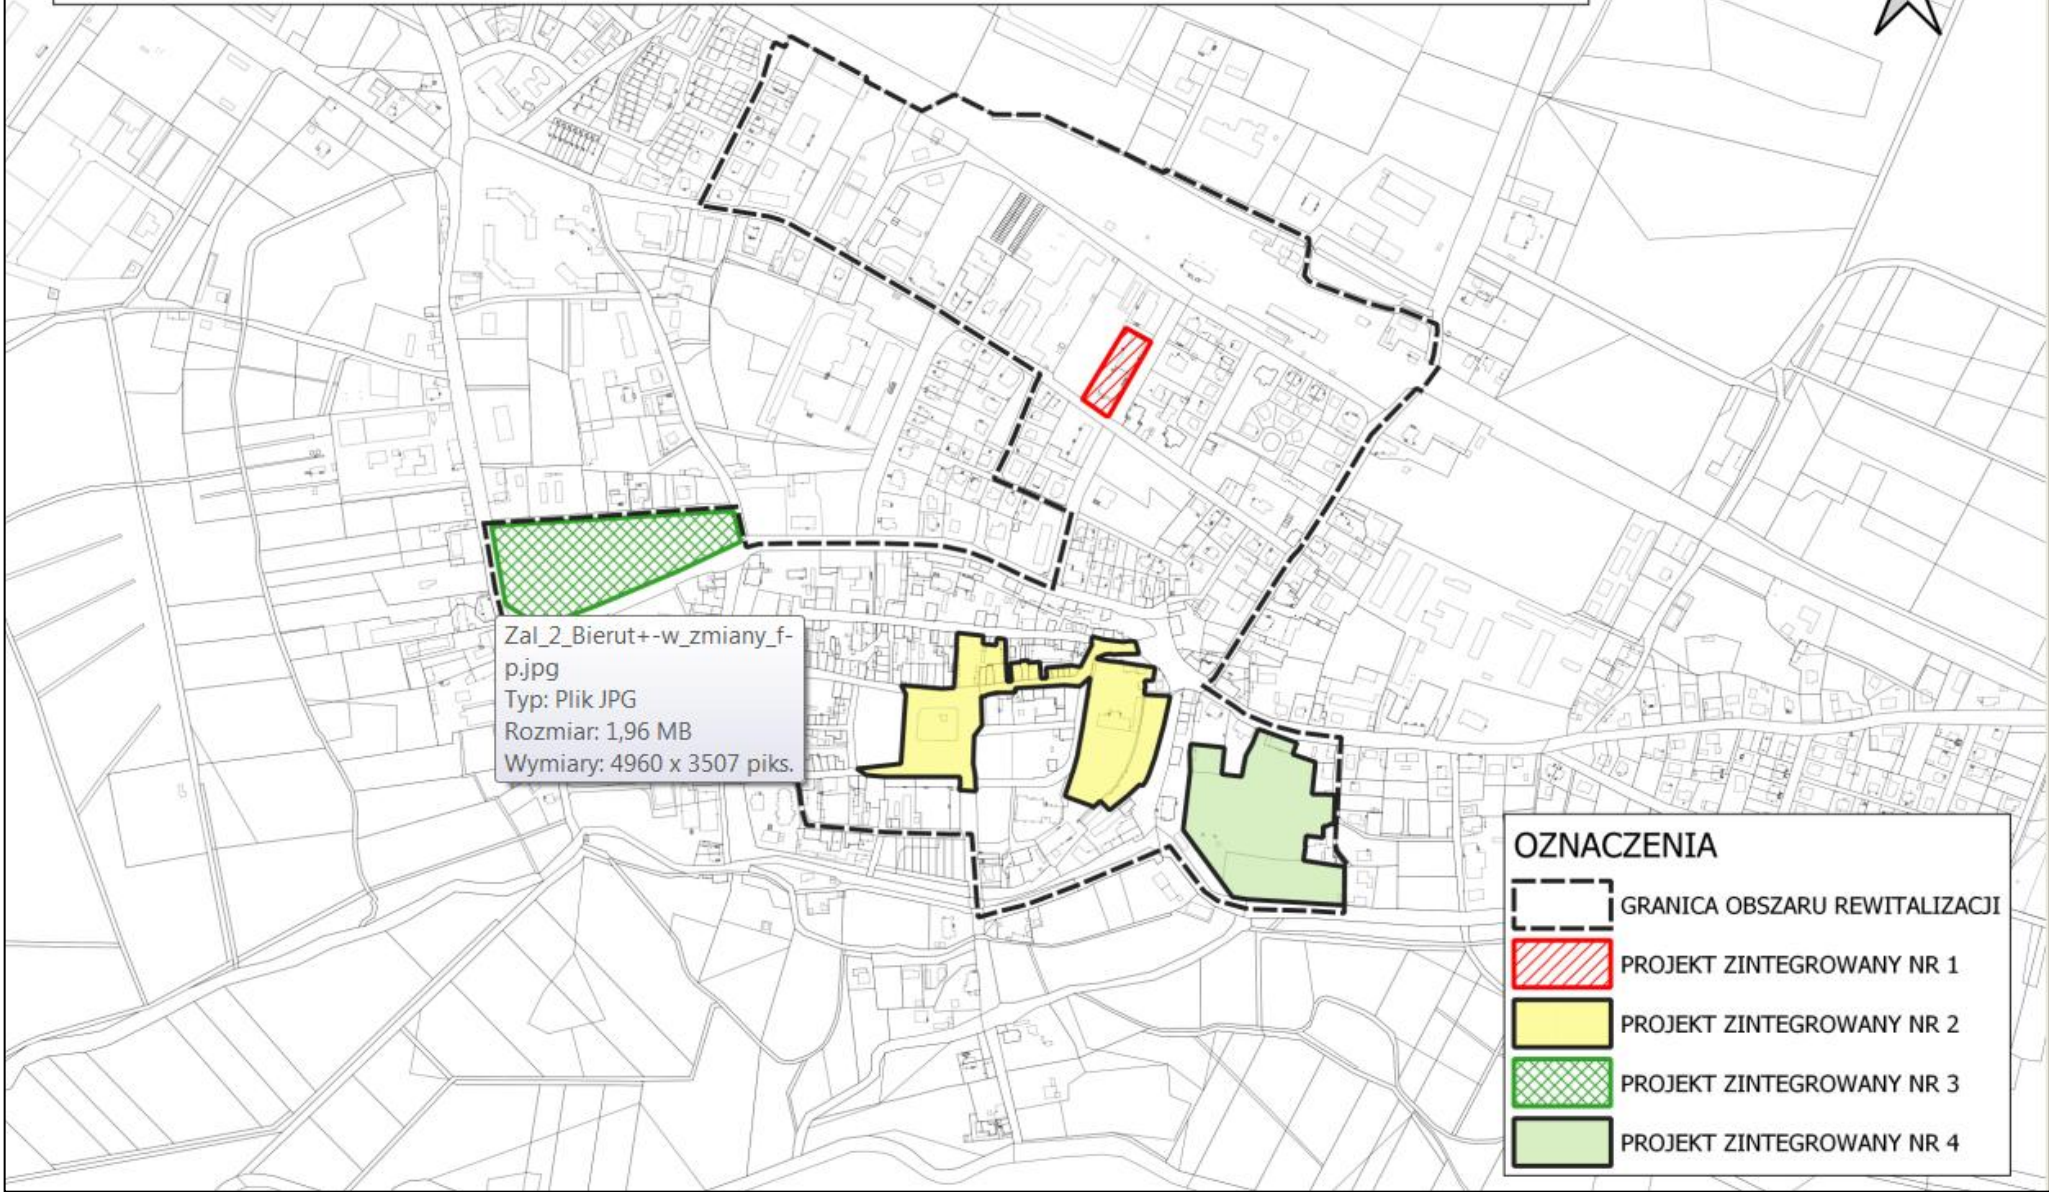 Zal_2_Bierut+-w_zmiany_f-
p.jpg
Typ: Plik JPG
Rozmiar: 1,96 MB
Wymiary: 4960 x 3507 piks.
OZNACZENIA
GRANICA OBSZARU REWITALIZACJI
PROJEKT ZINTEGROWANY NR 1
PROJEKT ZINTEGROWANY NR 2
PROJEKT ZINTEGROWANY NR 3
PROJEKT ZINTEGROWANY NR 4